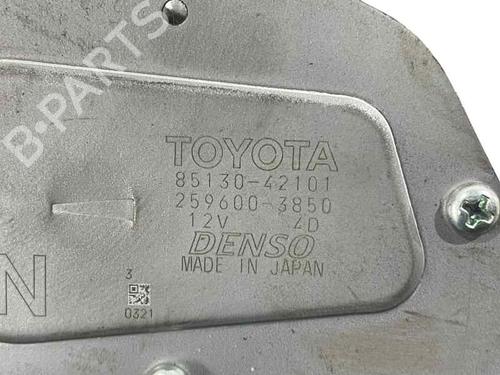 B-PARTS
TOYOTA
85130-42101
259600-3850
12V 4D
DENSO
MADE IN JAPAN
N
3
0321